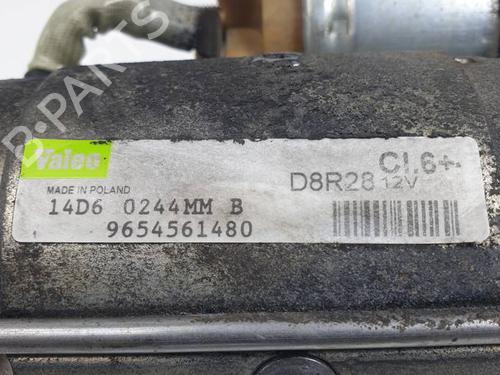 Valeo
MADE IN POLAND
14D6 0244MM B
9654561480
D8R28
CL6+
12V
B-PARTS